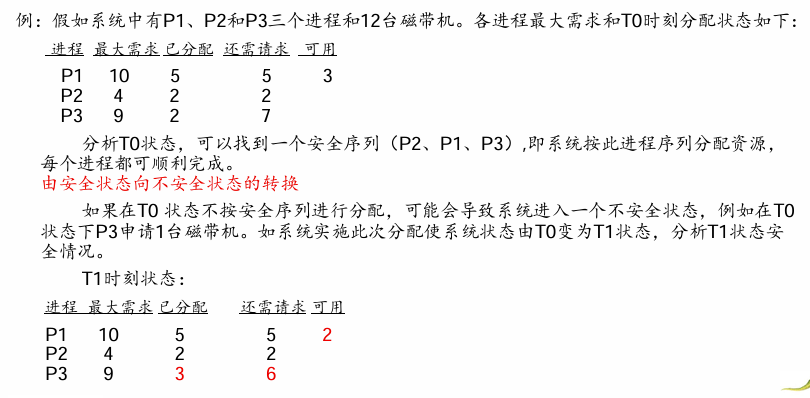 例：假如系统中有P1、P2和P3三个进程和12台磁带机。各进程最大需求和T0时刻分配状态如下：
进程 最大需求 已分配 还需请求 可用
P1 10 5 5 3
P2 4 2 2
P3 9 2 7
分析T0状态，可以找到一个安全序列（P2、P1、P3）,即系统按此进程序列分配资源，
每个进程都可顺利完成。
由安全状态向不安全状态的转换
如果在T0 状态不按安全序列进行分配，可能会导致系统进入一个不安全状态，例如在T0
状态下P3申请1台磁带机。如系统实施此次分配使系统状态由T0变为T1状态，分析T1状态安
全情况。
T1时刻状态：
进程 最大需求 已分配 还需请求 可用
P1 10 5 5 2
P2 4 2 2
P3 9 3 6